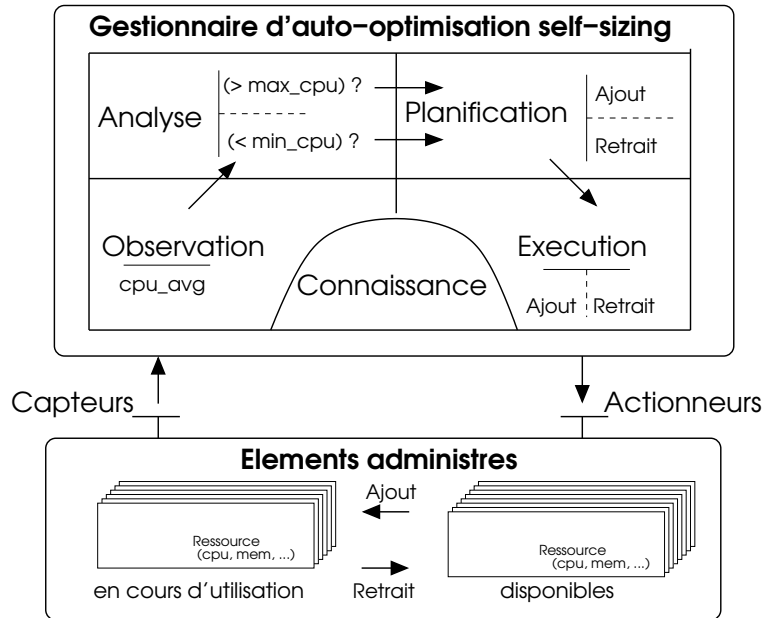 Gestionnaire d'auto–optimisation self–sizing
(> max_cpu) ?
Analyse
(< min_cpu) ?
Planification
Ajout
Retrait
Observation
cpu_avg
Connaissance
Execution
Ajout
Retrait
Capteurs
Actionneurs
Elements administres
Ressource
(cpu, mem, ...)
en cours d'utilisation
Ajout
Retrait
Ressource
(cpu, mem, ...)
disponibles